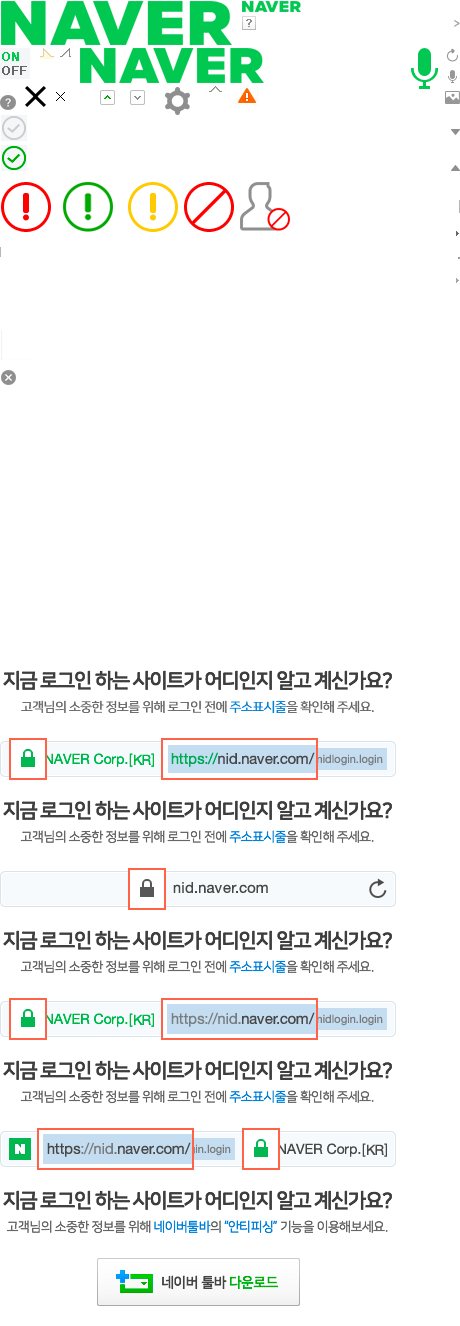 NAVER
NAVER
?
NAVER
ON
OFF
?
지금 로그인 하는 사이트가 어디인지 알고 계신가요?
고객님의 소중한 정보를 위해 로그인 전에 주소표시줄을 확인해 주세요.
NAVER Corp.[KR] https://nid.naver.com/nidlogin.login
지금 로그인 하는 사이트가 어디인지 알고 계신가요?
고객님의 소중한 정보를 위해 로그인 전에 주소표시줄을 확인해 주세요.
nid.naver.com
지금 로그인 하는 사이트가 어디인지 알고 계신가요?
고객님의 소중한 정보를 위해 로그인 전에 주소표시줄을 확인해 주세요.
NAVER Corp.[KR] https://nid.naver.com/nidlogin.login
지금 로그인 하는 사이트가 어디인지 알고 계신가요?
고객님의 소중한 정보를 위해 로그인 전에 주소표시줄을 확인해 주세요.
N https://nid.naver.com/in.login NAVER Corp.[KR]
지금 로그인 하는 사이트가 어디인지 알고 계신가요?
고객님의 소중한 정보를 위해 네이버툴바의 “안티피싱” 기능을 이용해보세요.
네이버 툴바 다운로드